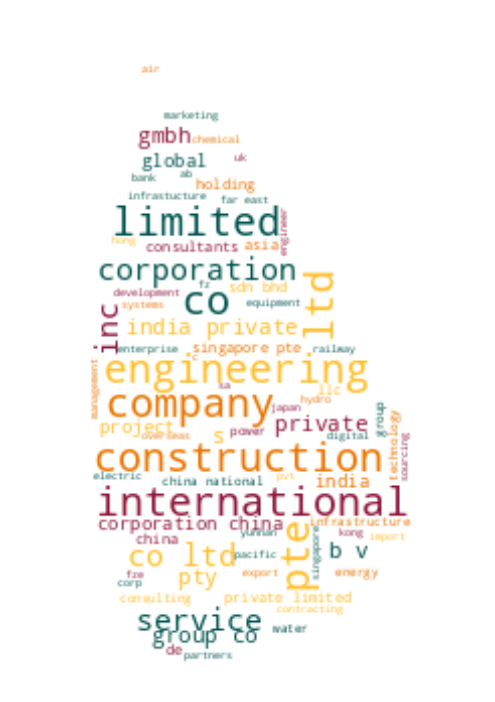 air
marketing
gmbh chemical
global uk
bank ab
holding
infrastucture far east
limited
engineer
hong
consultants asia
corporation
fz sdn bhd
development
co
systems equipment
ltd
inc
india private
enterprise singapore pte railway
c
engineering
management
sa llc
company
hydro
japan
group
private
technology
project
overseas
s power digital
sourcing
construction
electric china national pvt india
international
corporation china infrastructure
yunnan kong import
china
pte
singapore
co ltd pacific b v
fze pty export energy
corp
consulting private limited
contracting
service
group co water
de partners